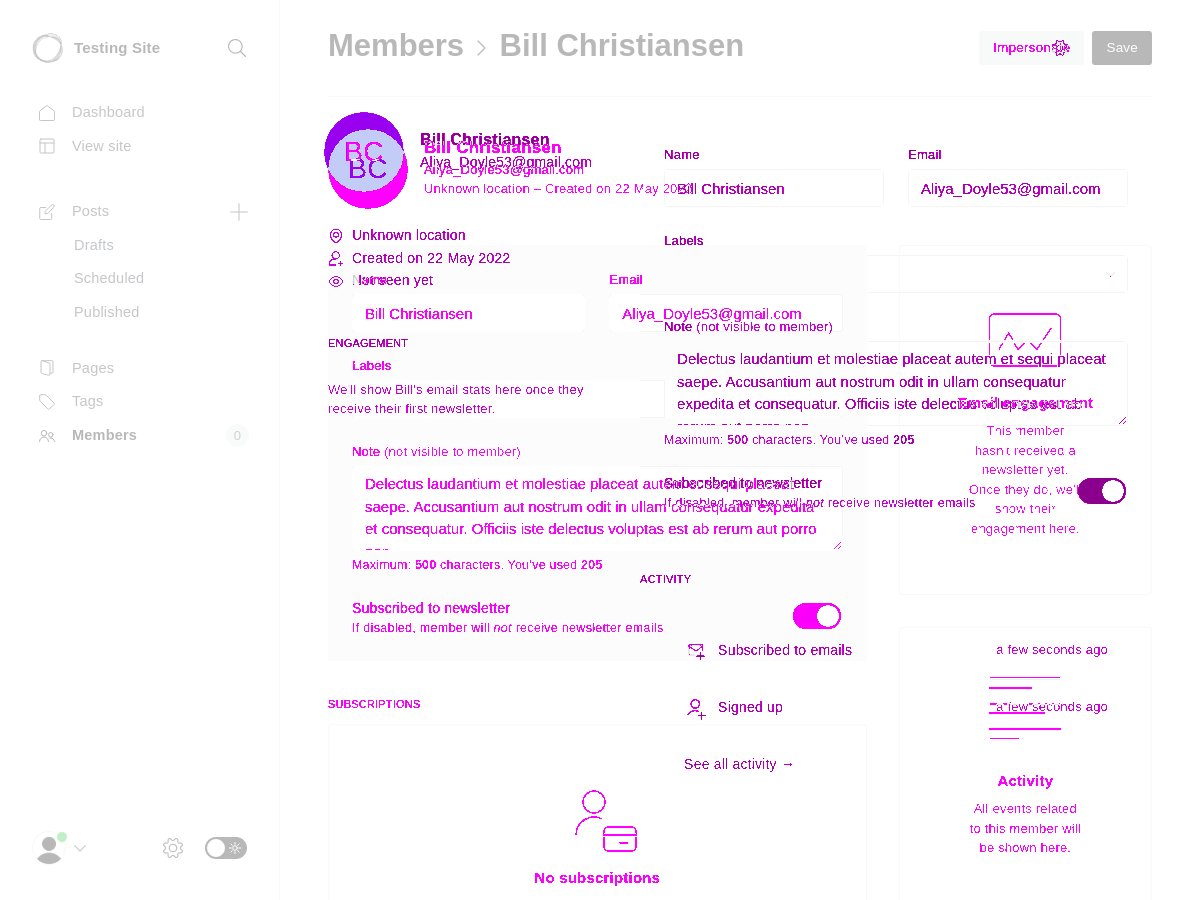 Testing Site
Members > Bill Christiansen
Save
Dashboard
View site
Posts
Drafts
Scheduled
Published
Pages
Tags
Members
0
BC
BC
Bill Christiansen
Aliya_Doyle53@gmail.com
Bill Christiansen
Aliya_Doyle53@gmail.com
Unknown location – Created on 22 May
Unknown location
Created on 22 May 2022
seen yet
ENGAGEMENT
We'll show Bill's email stats here once they
receive their first newsletter.
Name
Bill Christiansen
Email
Aliya_Doyle53@gmail.com
Labels
Note (not visible to member)
Delectus laudantium et molestiae placeat autem et sequi placeat
saepe. Accusantium aut nostrum odit in ullam consequatur
expedita et consequatur. Officiis iste delectus
Maximum: 500 characters. You've used 205
Subscribed to newsletter
If disabled, member will not receive newsletter emails
Email
Bill Christiansen
Aliya_Doyle53@gmail.com
Labels
Note (not visible to member)
Delectus laudantium et molestiae placeat autem et sequi placeat
saepe. Accusantium aut nostrum odit in ullam consequatur expedita
et consequatur. Officiis iste delectus voluptas est ab rerum aut porro
Maximum: 500 characters. You've used 205
Subscribed to newsletter
If disabled, member will not receive newsletter emails
Email engagement
This member
hasn't received a
newsletter yet.
Once they do, we'll
show their
engagement here.
ACTIVITY
Subscribed to emails
a few seconds ago
Signed up
a few seconds ago
See all activity →
SUBSCRIPTIONS
No subscriptions
Activity
All events related
to this member will
be shown here.